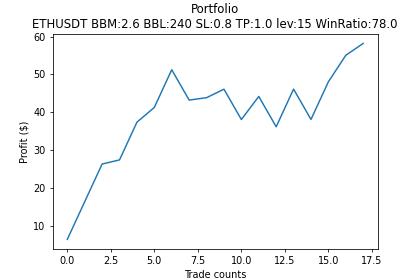 Portfolio
ETHUSDT BBM:2.6 BBL:240 SL:0.8 TP:1.0 lev:15 WinRatio:78.0
60
50
40
30
20
10
Profit ($)
0.0 2.5 5.0 7.5 10.0 12.5 15.0 17.5
Trade counts